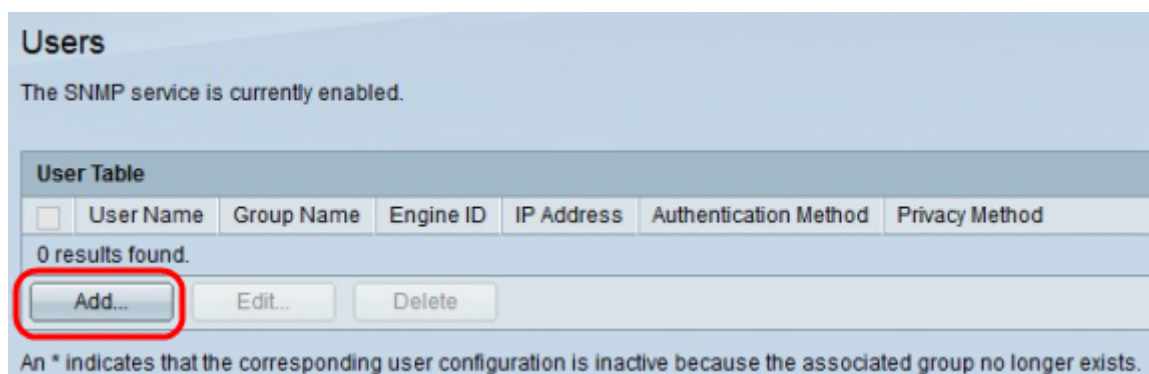 Users
The SNMP service is currently enabled.
User Table
User Name Group Name Engine ID IP Address Authentication Method Privacy Method
0 results found.
Add... Edit... Delete
An * indicates that the corresponding user configuration is inactive because the associated group no longer exists.